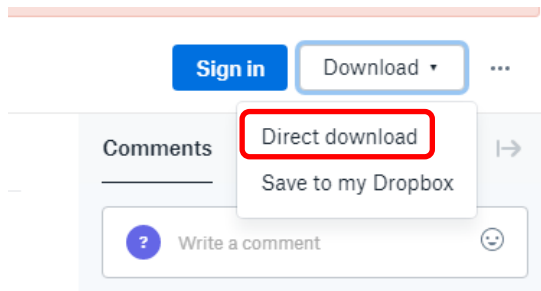 Sign in
Download
Direct download
Comments
Save to my Dropbox
? Write a comment